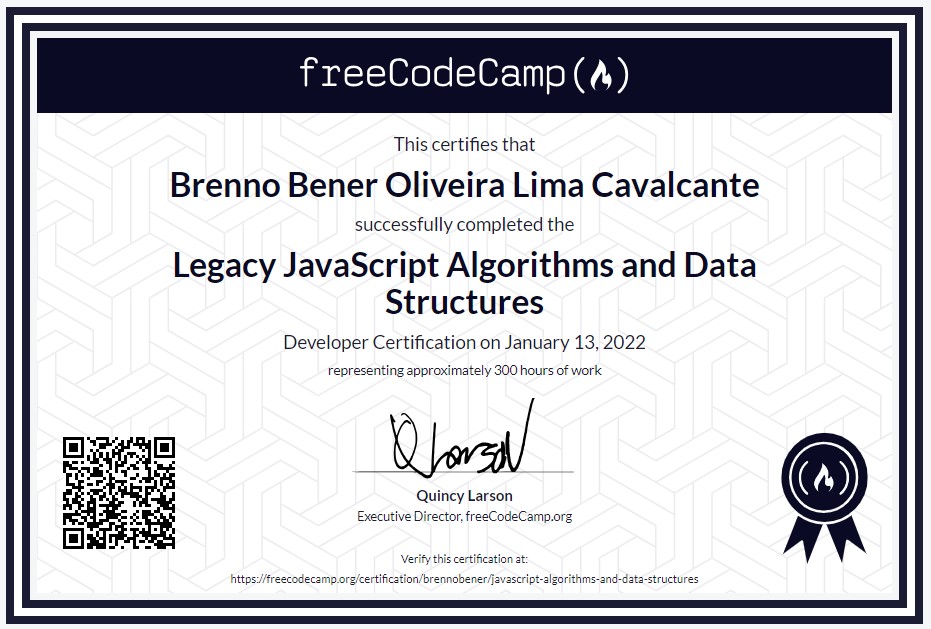 freeCodeCamp
This certifies that
Brenno Bener Oliveira Lima Cavalcante
successfully completed the
Legacy JavaScript Algorithms and Data
Structures
Developer Certification on January 13, 2022
representing approximately 300 hours of work
Quincy Larson
Executive Director, freeCodeCamp.org
Verify this certification at:
https://freecodecamp.org/certification/brennobener/javascript-algorithms-and-data-structures